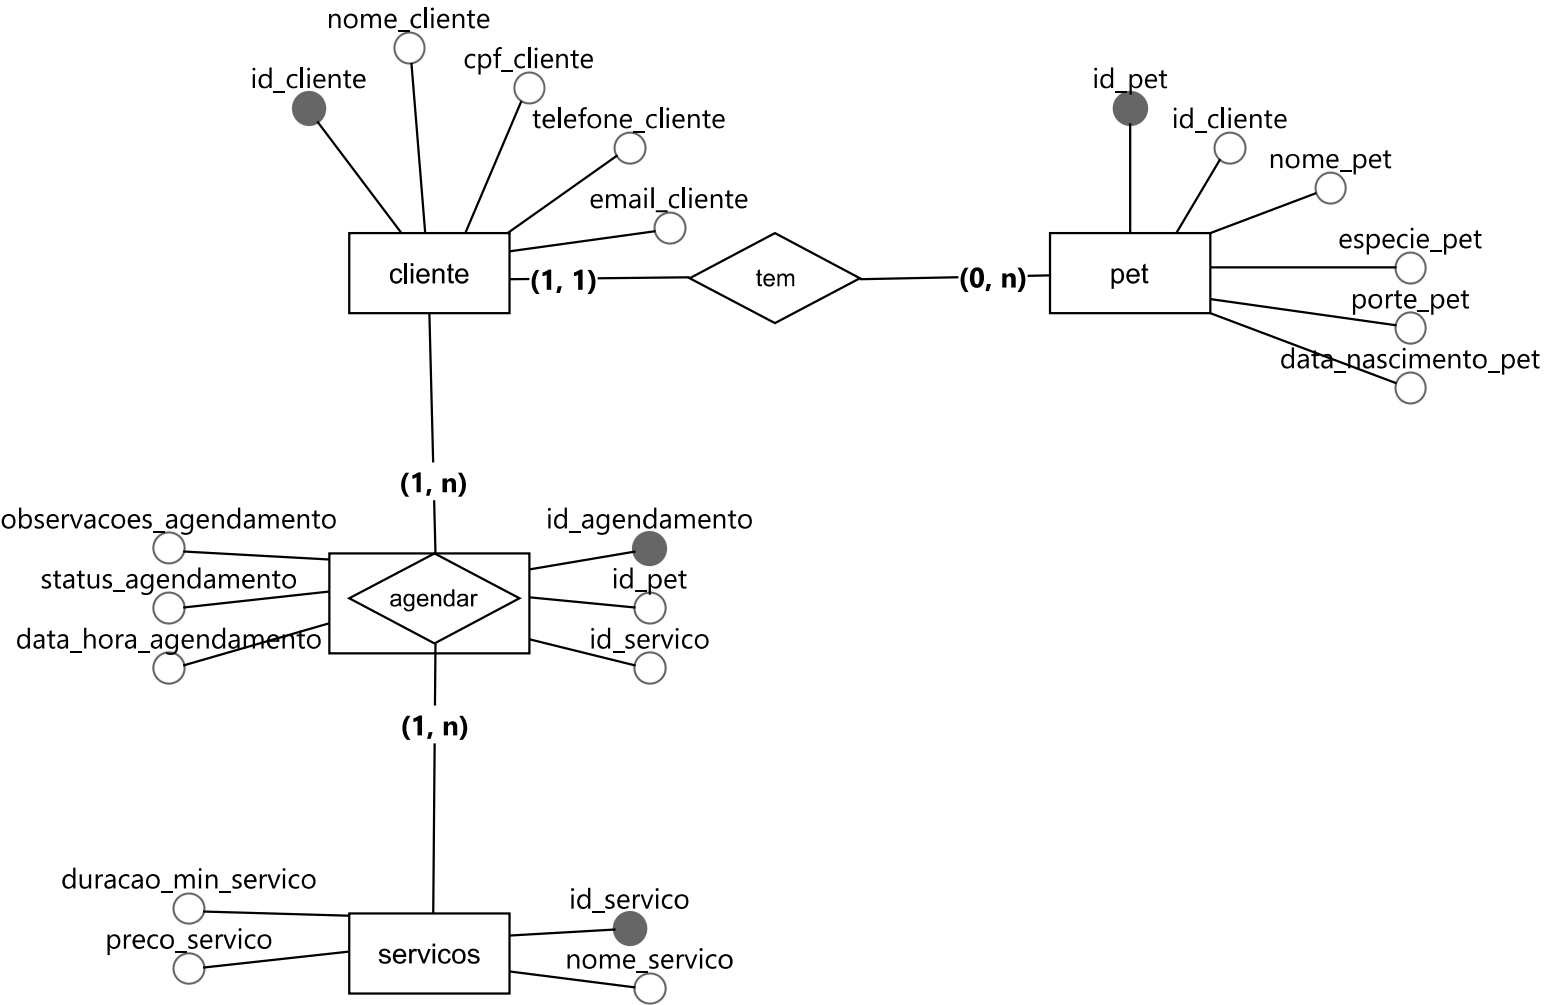 nome_cliente
cpf_cliente
id_cliente
telefone_cliente
email_cliente
cliente
(1, 1)
tem
(0, n)
id_pet
id_cliente
nome_pet
especie_pet
pet
porte_pet
data_nascimento_pet
(1, n)
observacoes_agendamento
status_agendamento
data_hora_agendamento
agendar
id_agendamento
id_pet
id_servico
(1, n)
duracao_min_servico
preco_servico
servicos
id_servico
nome_servico